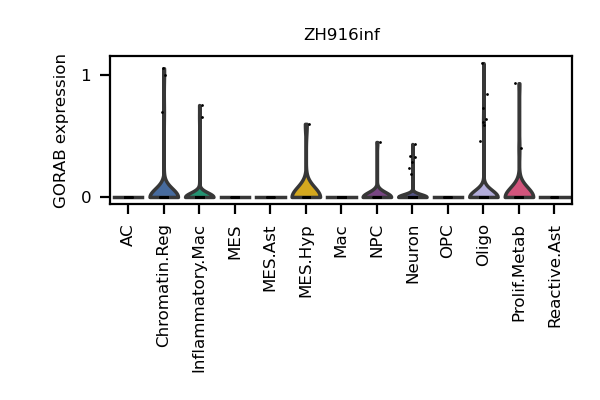 ZH916inf
GORAB expression
1
0
AC
Chromatin.Reg
Inflammatory.Mac
MES
MES.Ast
MES.Hyp
Mac
NPC
Neuron
OPC
Oligo
Prolif.Metab
Reactive.Ast